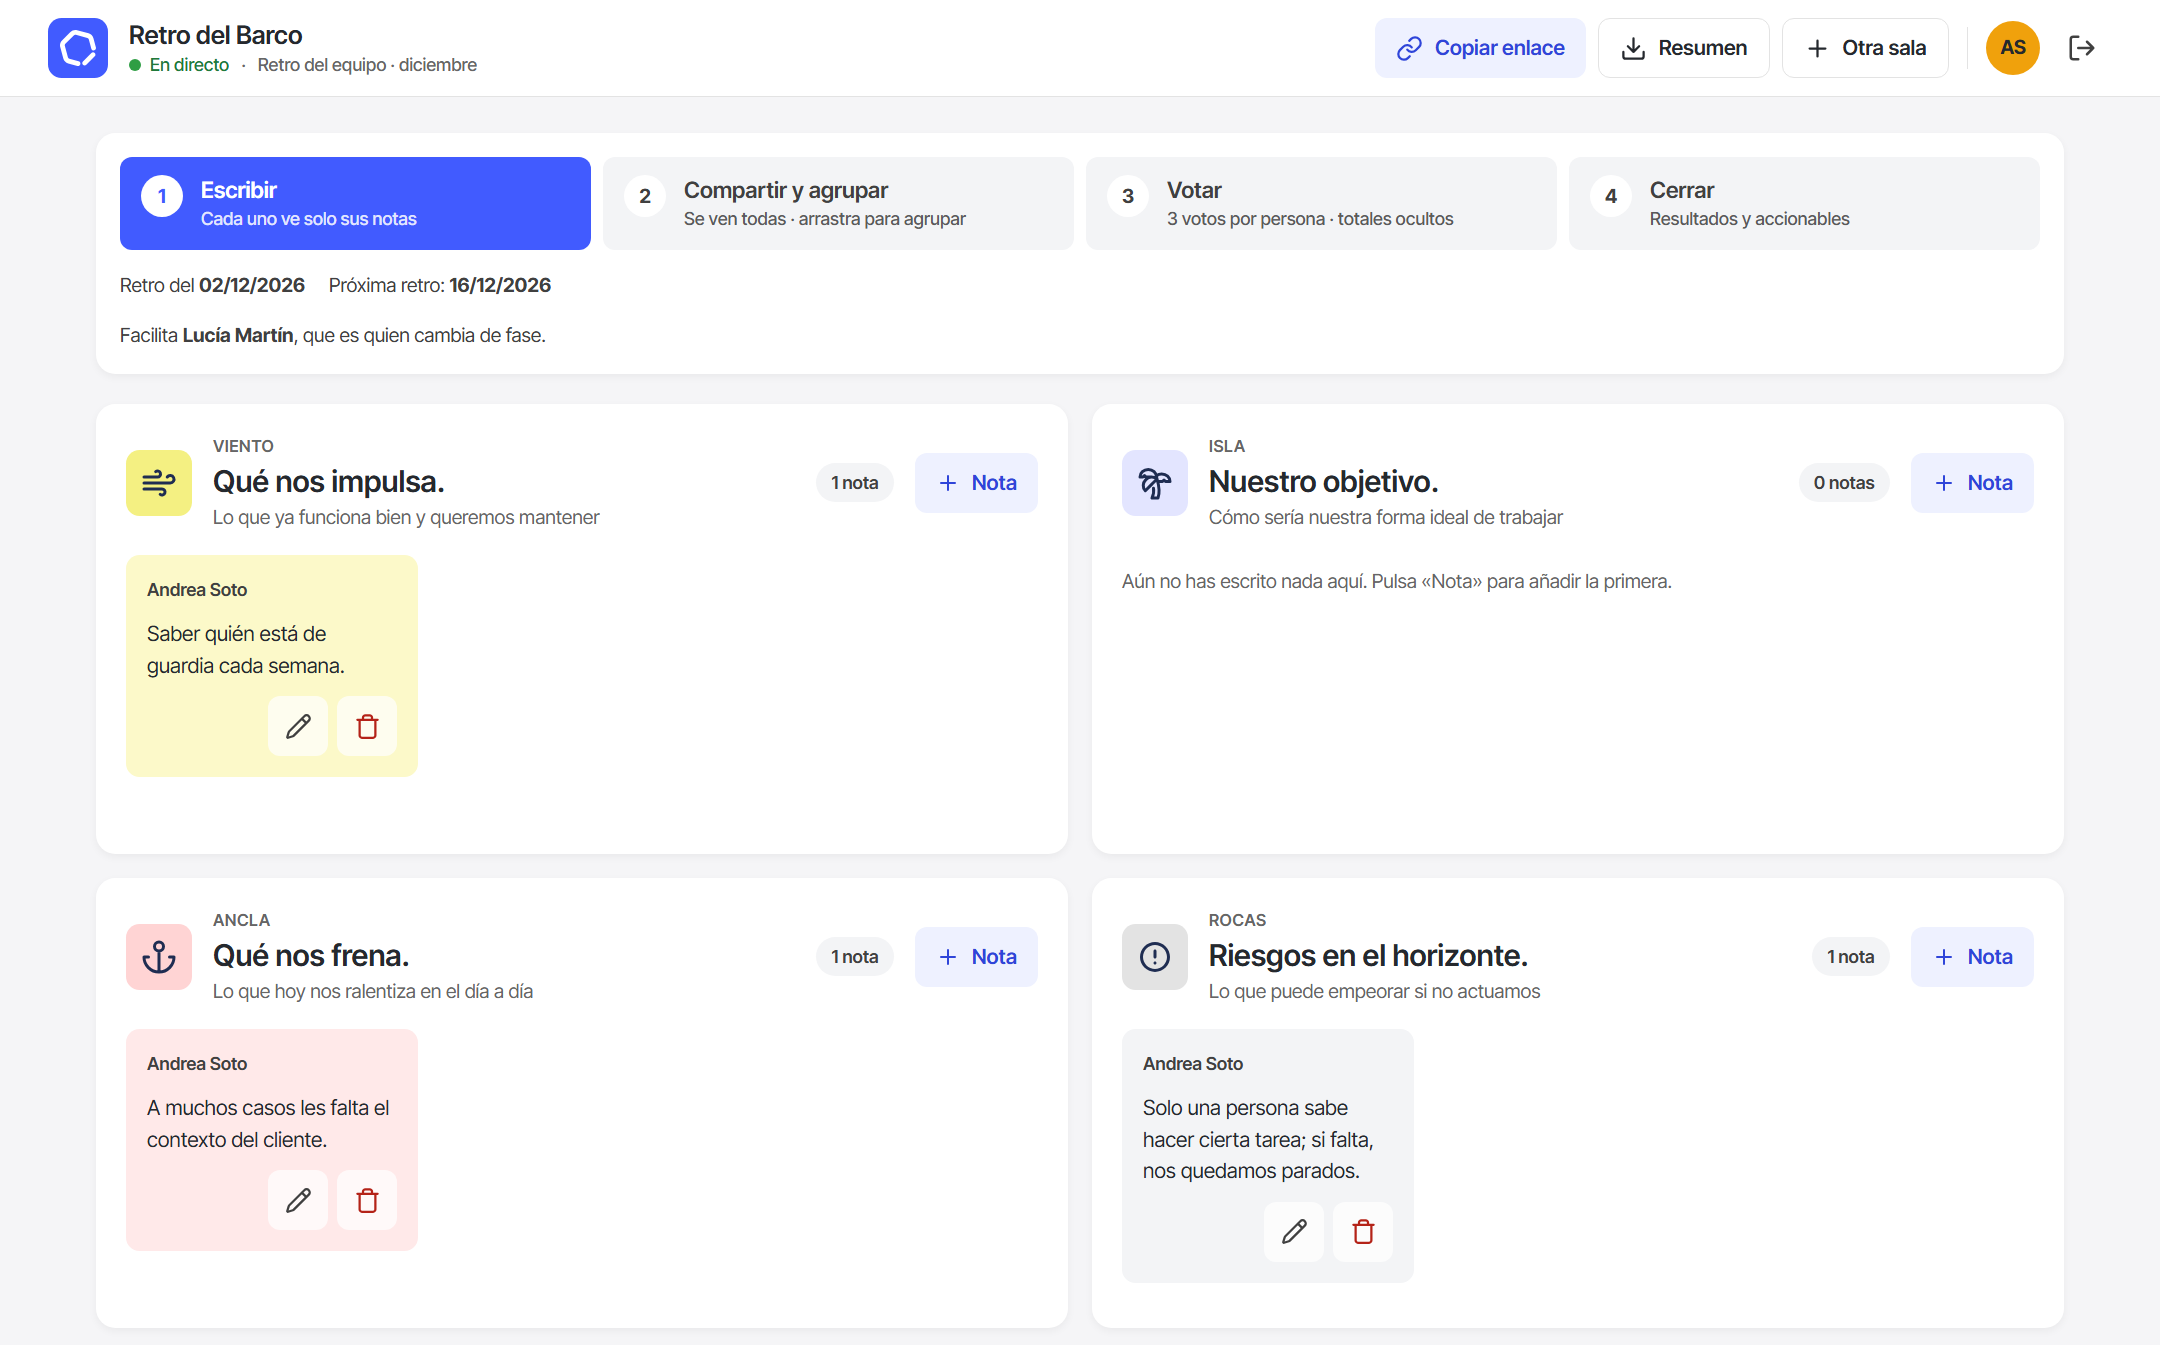 Retro del Barco
En directo · Retro del equipo · diciembre
Copiar enlace
Resumen
Otra sala
AS
1
Escribir
Cada uno ve solo sus notas
2
Compartir y agrupar
Se ven todas · arrastra para agrupar
3
Votar
3 votos por persona · totales ocultos
4
Cerrar
Resultados y accionables
Retro del 02/12/2026 Próxima retro: 16/12/2026
Facilita Lucía Martín, que es quien cambia de fase.
VIENTO
Qué nos impulsa.
Lo que ya funciona bien y queremos mantener
1 nota
Nota
Andrea Soto
Saber quién está de
guardia cada semana.
ISLA
Nuestro objetivo.
Cómo sería nuestra forma ideal de trabajar
0 notas
Nota
Aún no has escrito nada aquí. Pulsa «Nota» para añadir la primera.
ANCLA
Qué nos frena.
Lo que hoy nos ralentiza en el día a día
1 nota
Nota
Andrea Soto
A muchos casos les falta el
contexto del cliente.
ROCAS
Riesgos en el horizonte.
Lo que puede empeorar si no actuamos
1 nota
Nota
Andrea Soto
Solo una persona sabe
hacer cierta tarea; si falta,
nos quedamos parados.